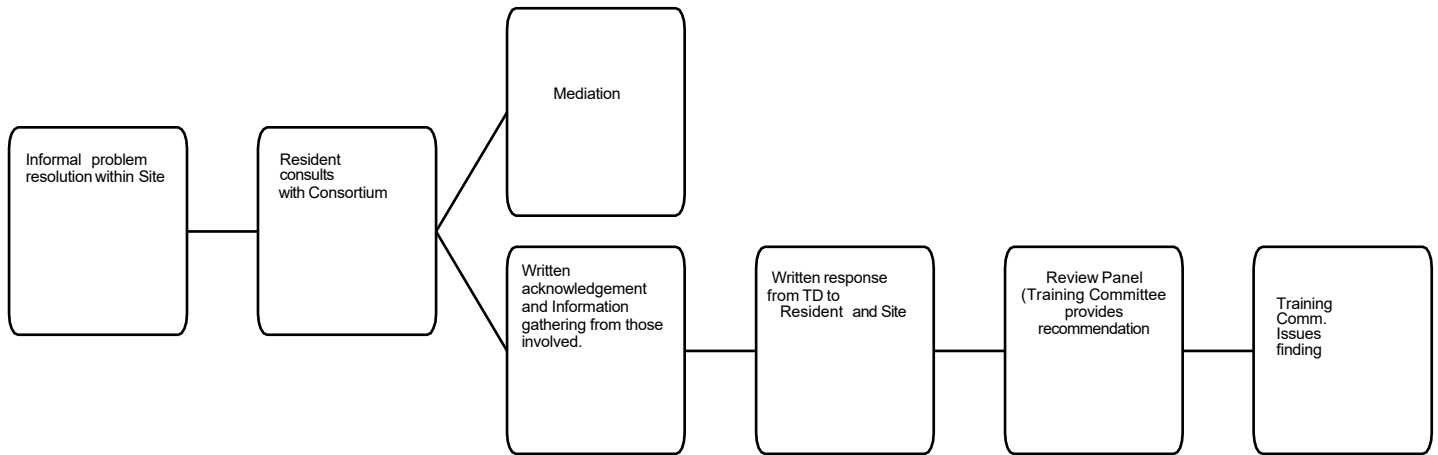 Mediation
Informal problem
resolution within Site
Resident
consults
with Consortium
Written
acknowledgement
and Information
gathering from those
involved.
Written response
from TD to
Resident and Site
Review Panel
(Training Committee
provides
recommendation
Training
Comm.
Issues
finding